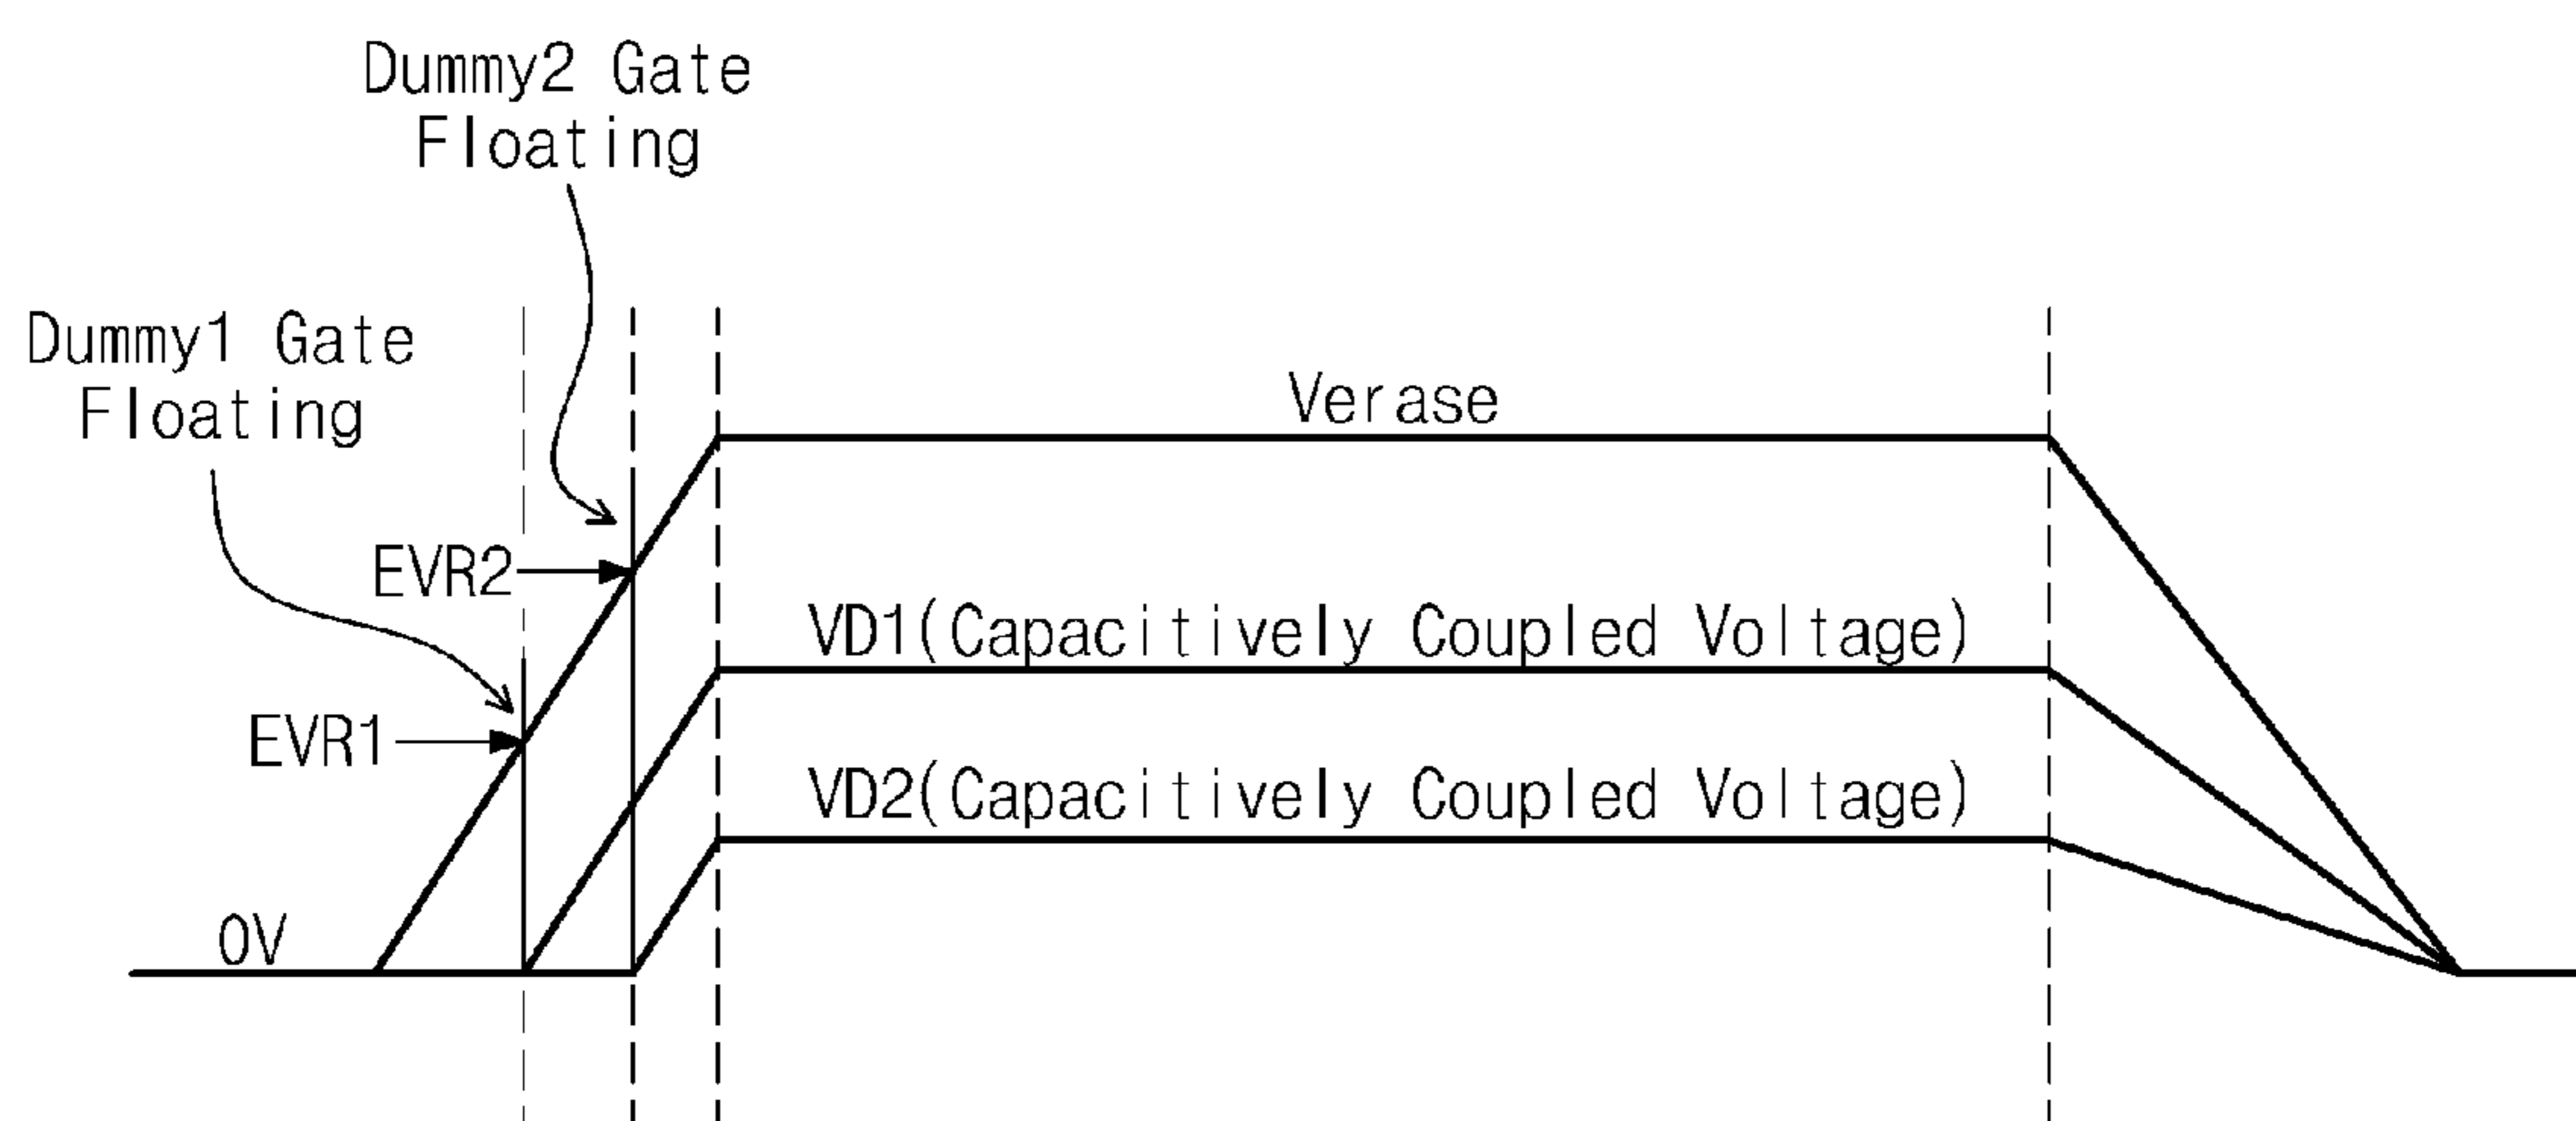 Dummy2 Gate
Floating
Dummy1 Gate
Floating
Verase
EVR2
VD1(Capacitively Coupled Voltage)
EVR1
VD2(Capacitively Coupled Voltage)
0V